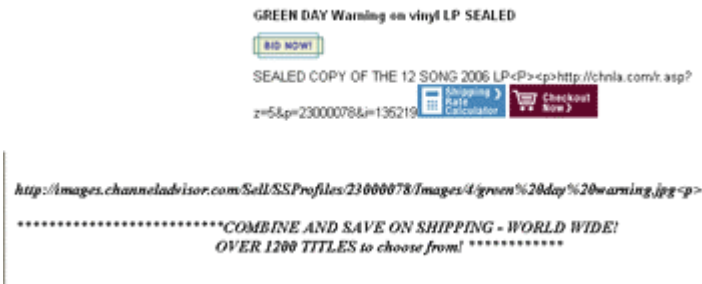 GREEN DAY Warning on vinyl LP SEALED
BID NOW!
SEALED COPY OF THE 12 SONG 2006 LP<P><p>http://chnla.com/r.asp?
z=5&p=23000078&i=135219
Shipping
Rate
Calculator
Checkout
Now
http://images.channeladvisor.com/Sell/SSProfiles/23000078/Images/4/green%20day%20warning.jpg<p>
**************************COMBINE AND SAVE ON SHIPPING - WORLD WIDE!
OVER 1200 TITLES to choose from! ************